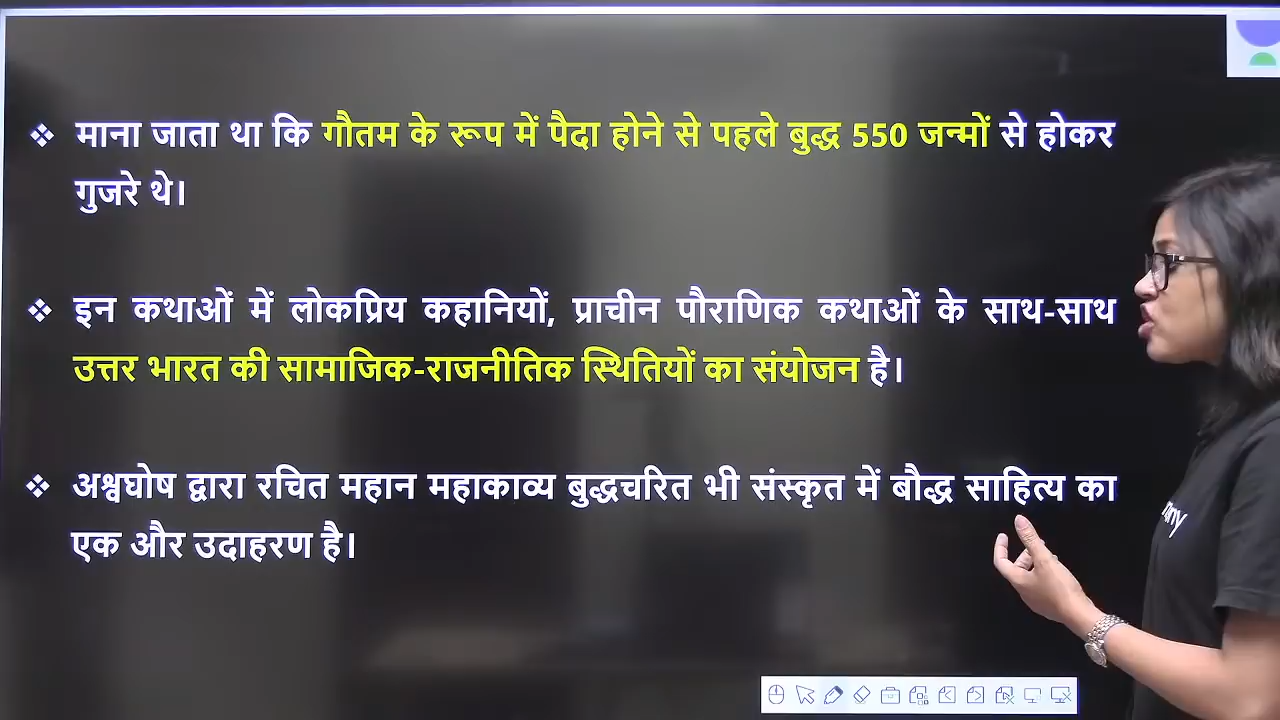 ❖ माना जाता था कि गौतम के रूप में पैदा होने से पहले बुद्ध 550 जन्मों से होकर
गुजरे थे।
❖ इन कथाओं में लोकप्रिय कहानियों, प्राचीन पौराणिक कथाओं के साथ-साथ
उत्तर भारत की सामाजिक-राजनीतिक स्थितियों का संयोजन है।
❖ अश्वघोष द्वारा रचित महान महाकाव्य बुद्धचरित भी संस्कृत में बौद्ध साहित्य का
एक और उदाहरण है।